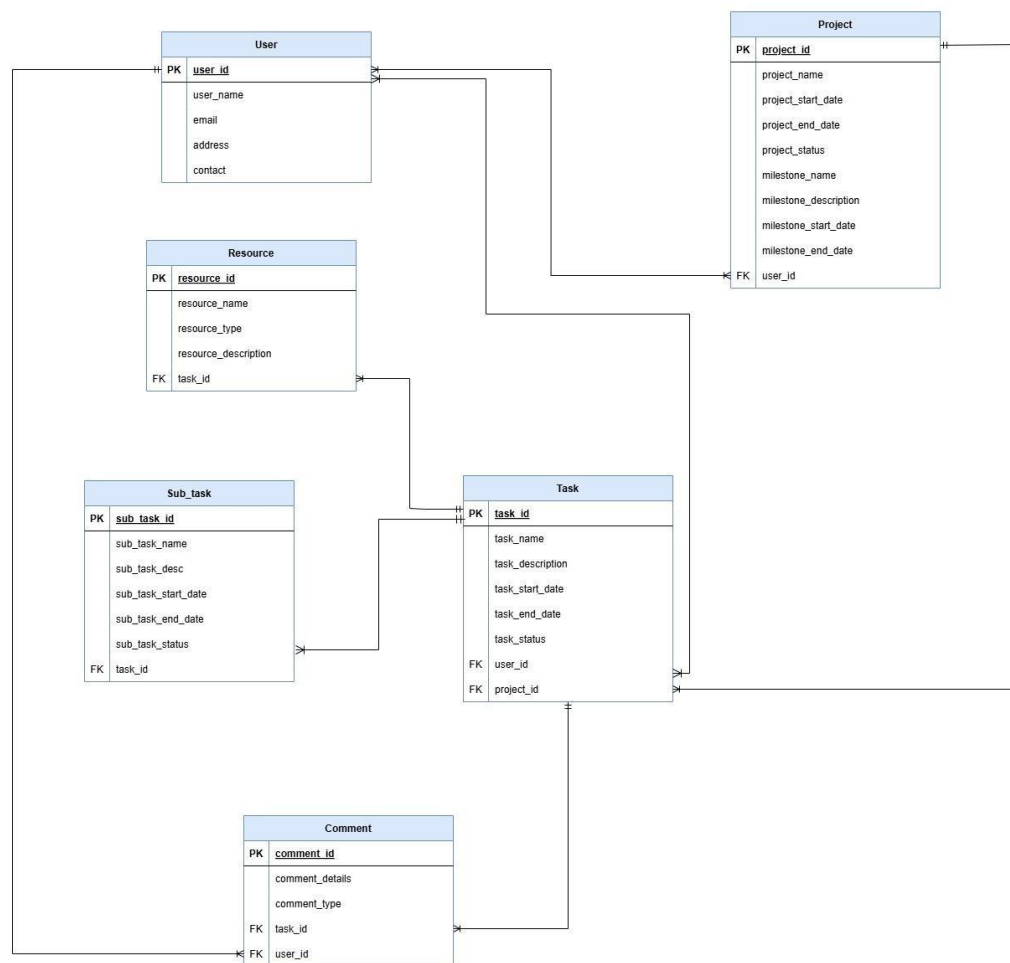 User
PK user_id
user_name
email
address
contact
Project
PK project_id
project_name
project_start_date
project_end_date
project_status
milestone_name
milestone_description
milestone_start_date
milestone_end_date
FK user_id
Resource
PK resource_id
resource_name
resource_type
resource_description
FK task_id
Sub_task
PK sub_task_id
sub_task_name
sub_task_desc
sub_task_start_date
sub_task_end_date
sub_task_status
FK task_id
Task
PK task_id
task_name
task_description
task_start_date
task_end_date
task_status
FK user_id
FK project_id
Comment
PK comment_id
comment_details
comment_type
FK task_id
FK user_id